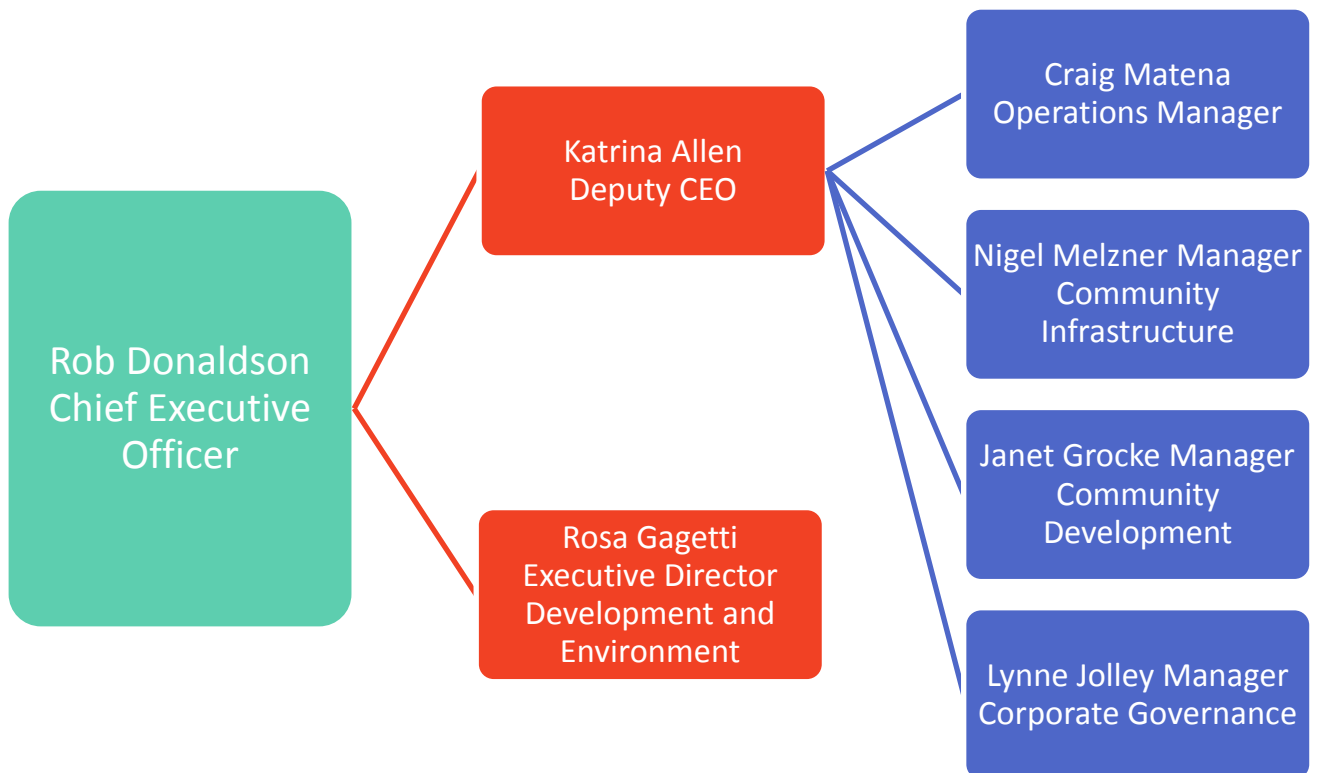 Rob Donaldson
Chief Executive
Officer
Katrina Allen
Deputy CEO
Rosa Gagetti
Executive Director
Development and
Environment
Craig Matena
Operations Manager
Nigel Melzner Manager
Community
Infrastructure
Janet Grocke Manager
Community
Development
Lynne Jolley Manager
Corporate Governance